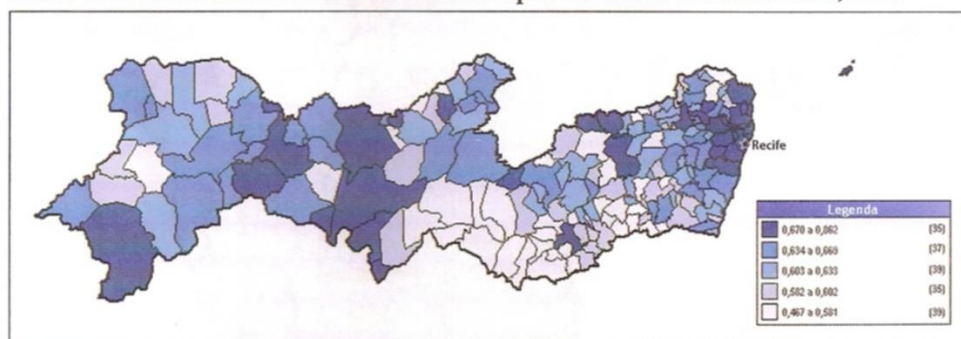 Recife
Legenda
0,670 a 0,862 (35)
0,634 a 0,669 (37)
0,603 a 0,633 (39)
0,582 a 0,602 (35)
0,467 a 0,581 (39)